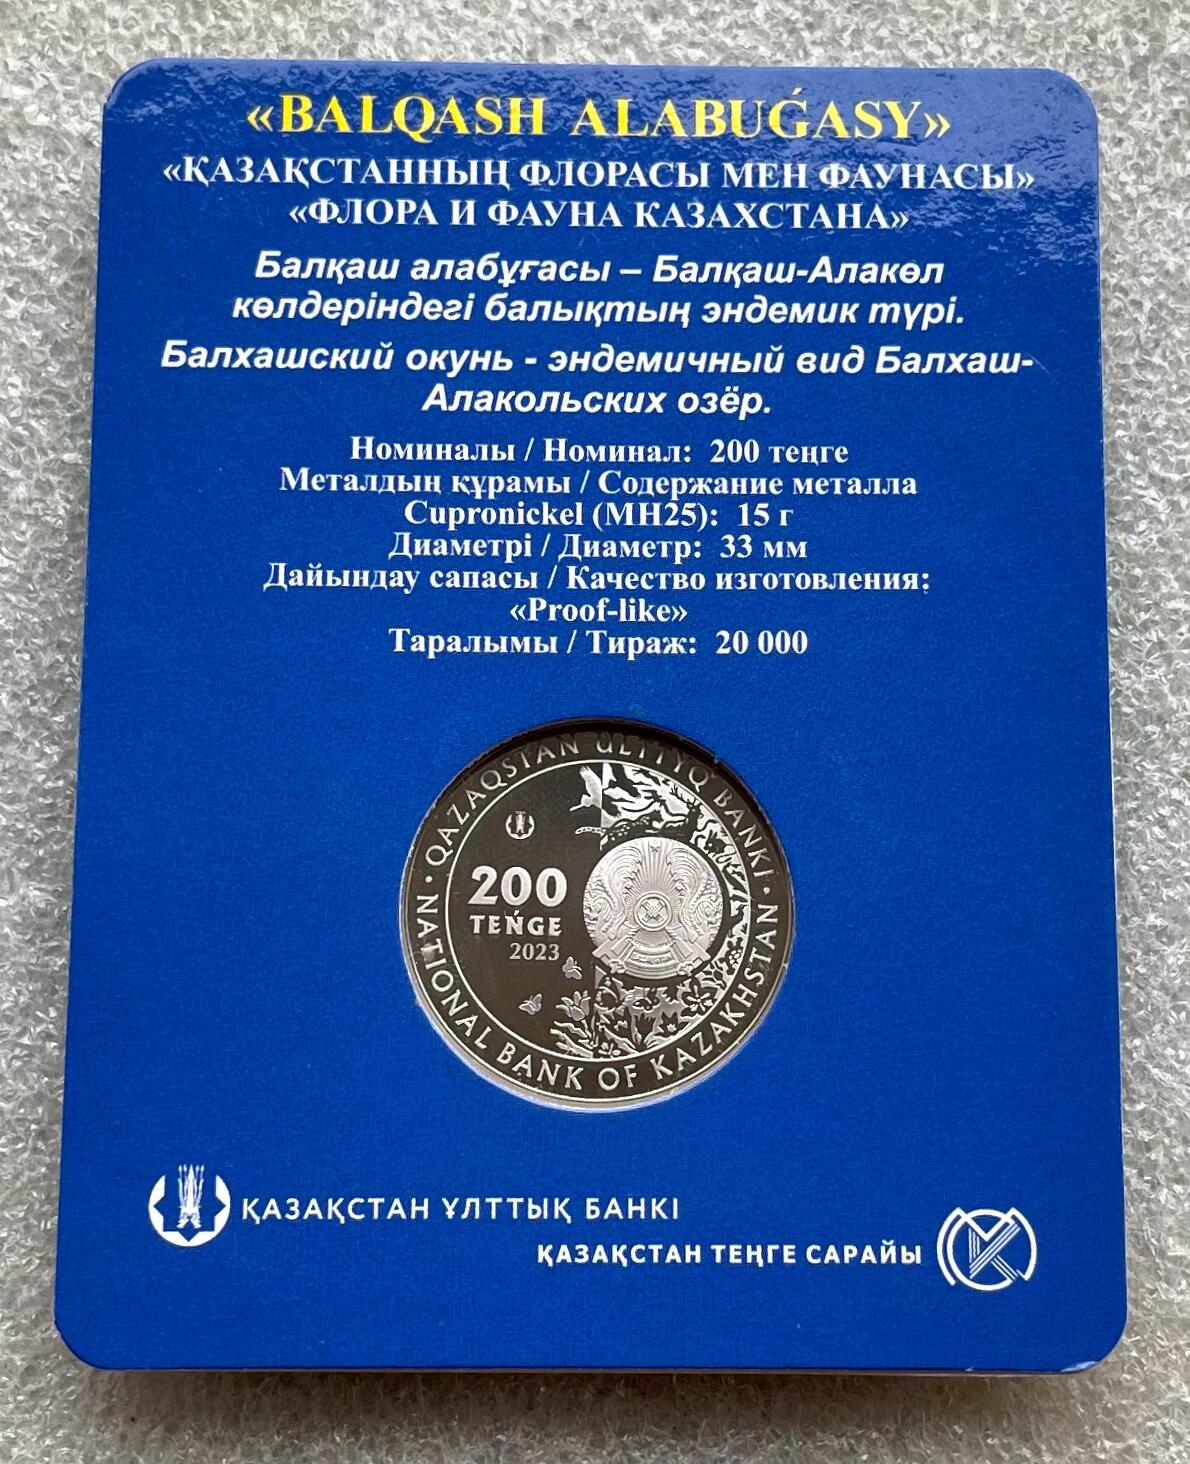 «BALQASH ALABUǴASY»
«ҚАЗАҚСТАННЫҢ ФЛОРАСЫ МЕН ФАУНАСЫ»
«ФЛОРА И ФАУНА КАЗАХСТАНА»
Балқаш алабұғасы – Балқаш-Алакөл
көлдеріндегі балықтың эндемик түрі.
Балхашский окунь - эндемичный вид Балхаш-
Алакольских озёр.
Номиналы / Номинал: 200 теңге
Металдың құрамы / Содержание металла
Cupronickel (МН25): 15 г
Диаметрі / Диаметр: 33 мм
Дайындау сапасы / Качество изготовления:
«Proof-like»
Таралымы / Тираж: 20 000
QAZAQSTAN ULTTYQ BANKI
200
TEŃGE
2023
NATIONAL BANK OF KAZAKHSTAN
ҚАЗАҚСТАН ҰЛТТЫҚ БАНКІ
ҚАЗАҚСТАН ТЕҢГЕ САРАЙЫ